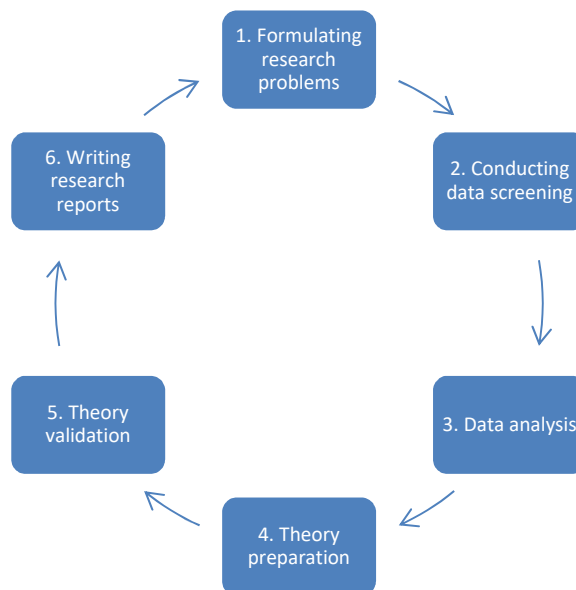 1. Formulating
research
problems
2. Conducting
data screening
3. Data analysis
4. Theory
preparation
5. Theory
validation
6. Writing
research
reports